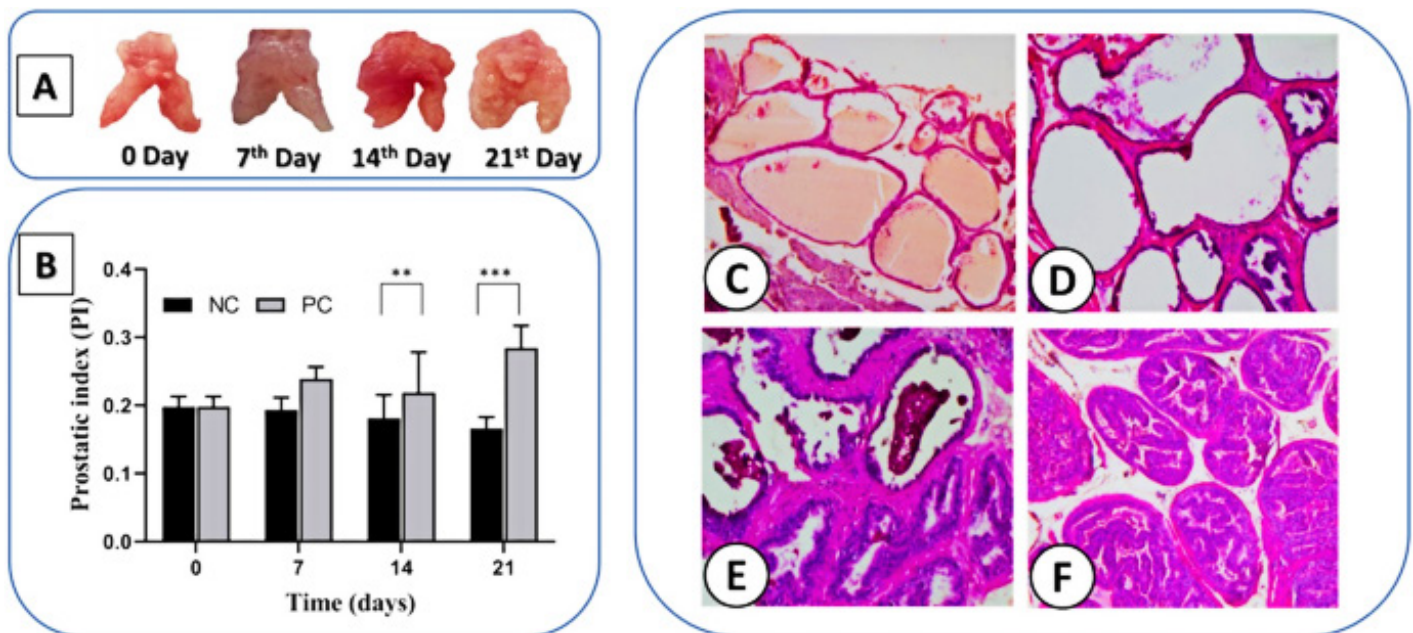 A
0 Day 7th Day 14th Day 21st Day
B
Prostatic index (PI)
0.4
0.3
0.2
0.1
0.0
NC PC
** ***
0 7 14 21
Time (days)
C
D
E
F